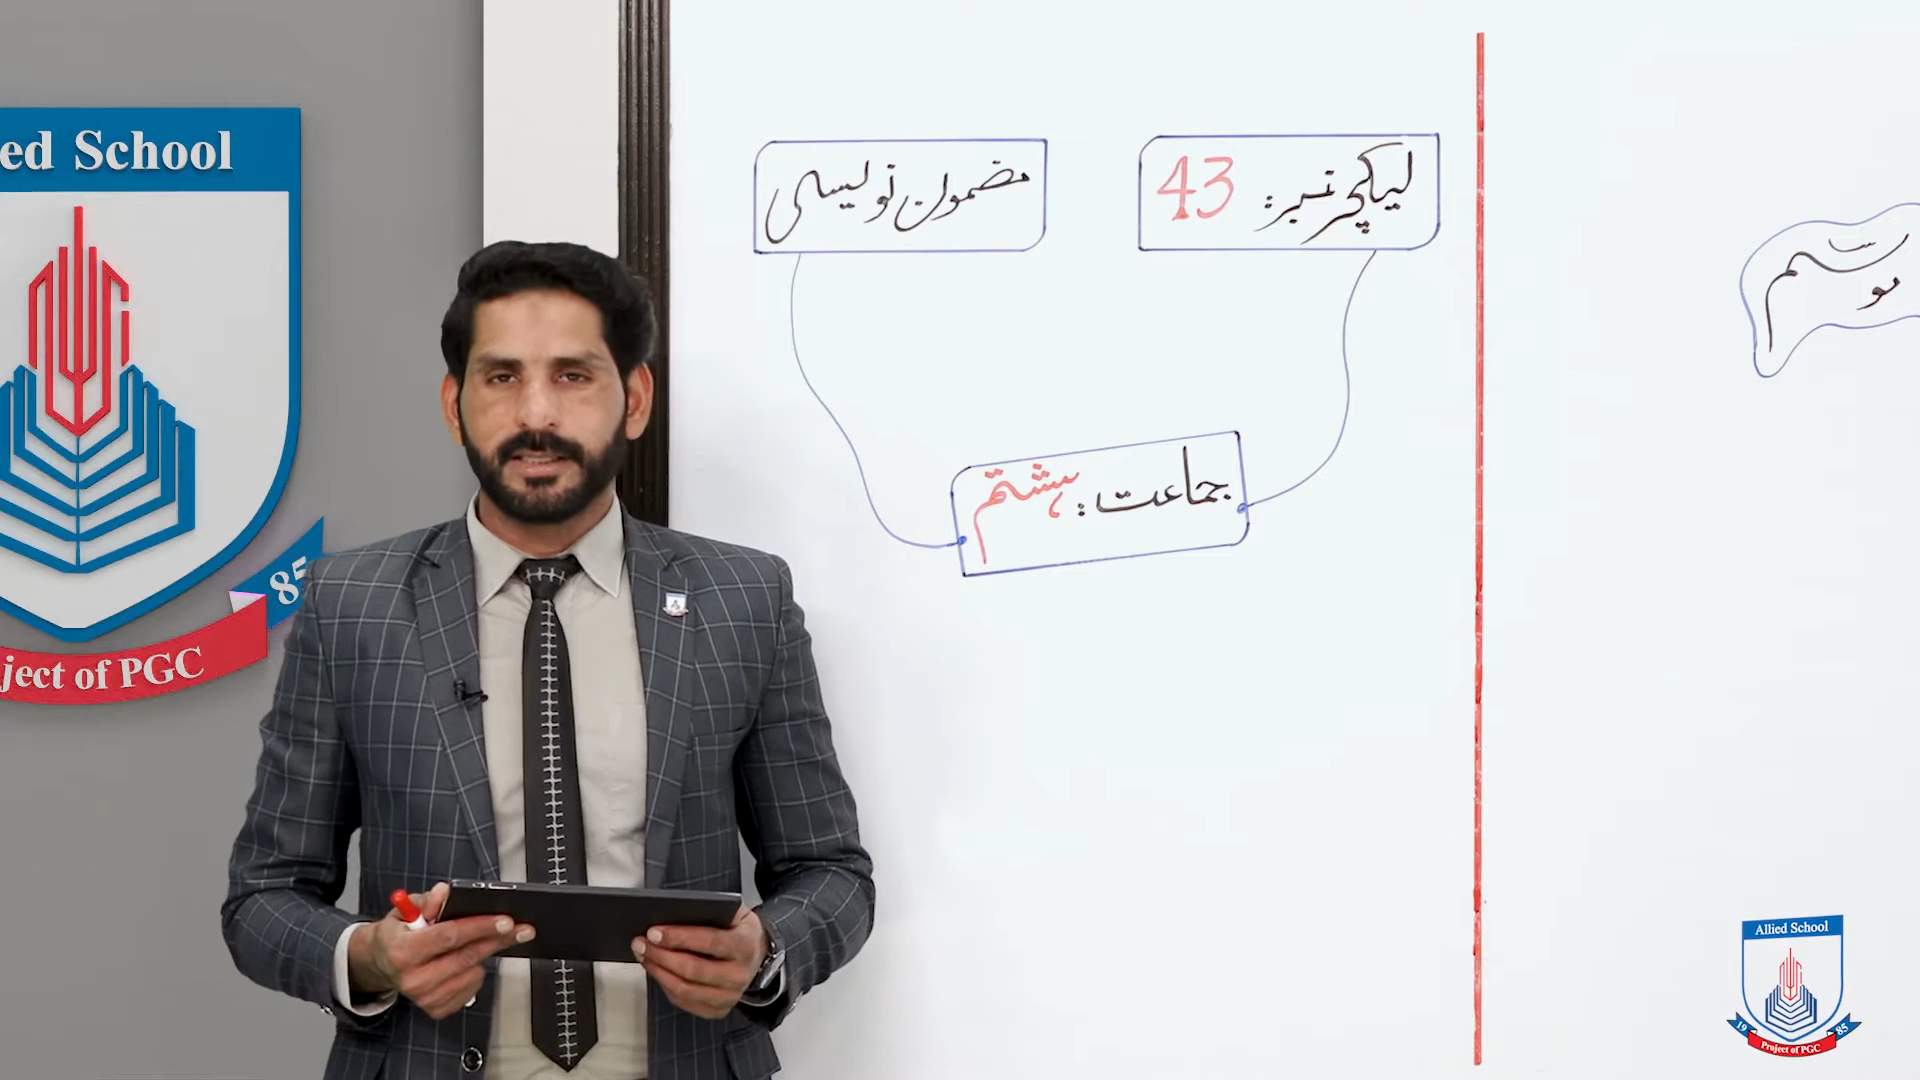 لیکچر نمبر: 43
مضمون نویسی
جماعت: ہشتم
ed School
85
ject of PGC
Allied School
19 85
Project of PGC